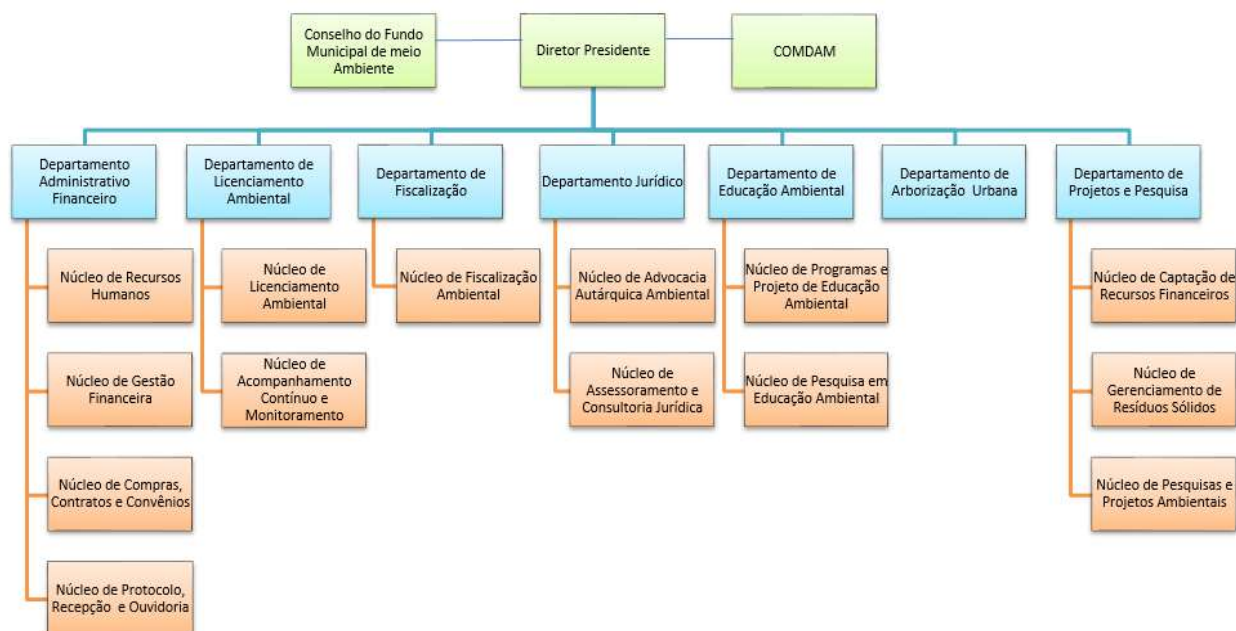 Conselho do Fundo
Municipal de meio
Ambiente
Diretor Presidente
COMDAM
Departamento
Administrativo
Financeiro
Departamento de
Licenciamento
Ambiental
Departamento de
Fiscalização
Departamento Jurídico
Departamento de
Educação Ambiental
Departamento de
Arborização Urbana
Departamento de
Projetos e Pesquisa
Núcleo de Recursos
Humanos
Núcleo de
Licenciamento
Ambiental
Núcleo de Fiscalização
Ambiental
Núcleo de Advocacia
Autárquica Ambiental
Núcleo de Programas e
Projeto de Educação
Ambiental
Núcleo de Captação de
Recursos Financeiros
Núcleo de Gestão
Financeira
Núcleo de
Acompanhamento
Contínuo e
Monitoramento
Núcleo de
Assessoramento e
Consultoria Jurídica
Núcleo de Pesquisa em
Educação Ambiental
Núcleo de
Gerenciamento de
Resíduos Sólidos
Núcleo de Compras,
Contratos e Convênios
Núcleo de Pesquisas e
Projetos Ambientais
Núcleo de Protocolo,
Recepção e Ouvidoria